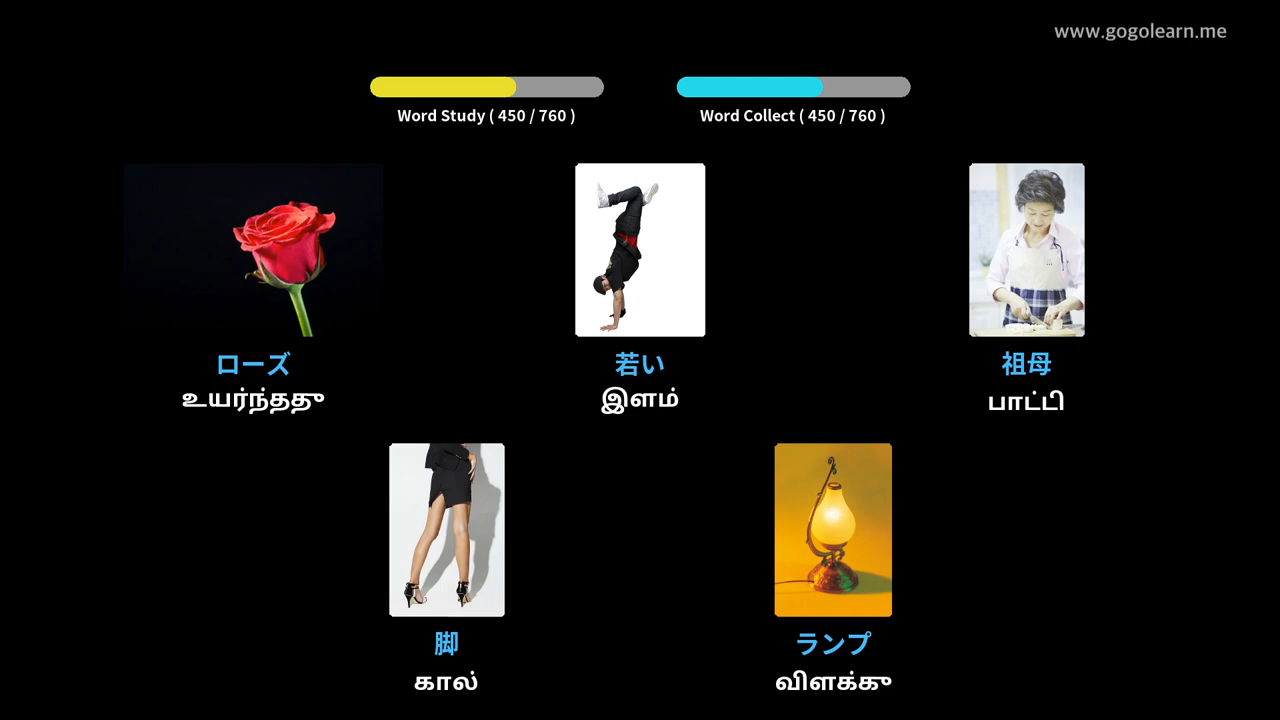 www.gogolearn.me
Word Study ( 450 / 760 )
Word Collect ( 450 / 760 )
ローズ
உயர்ந்தது
若い
இளம்
祖母
பாட்டி
脚
கால்
ランプ
விளக்கு